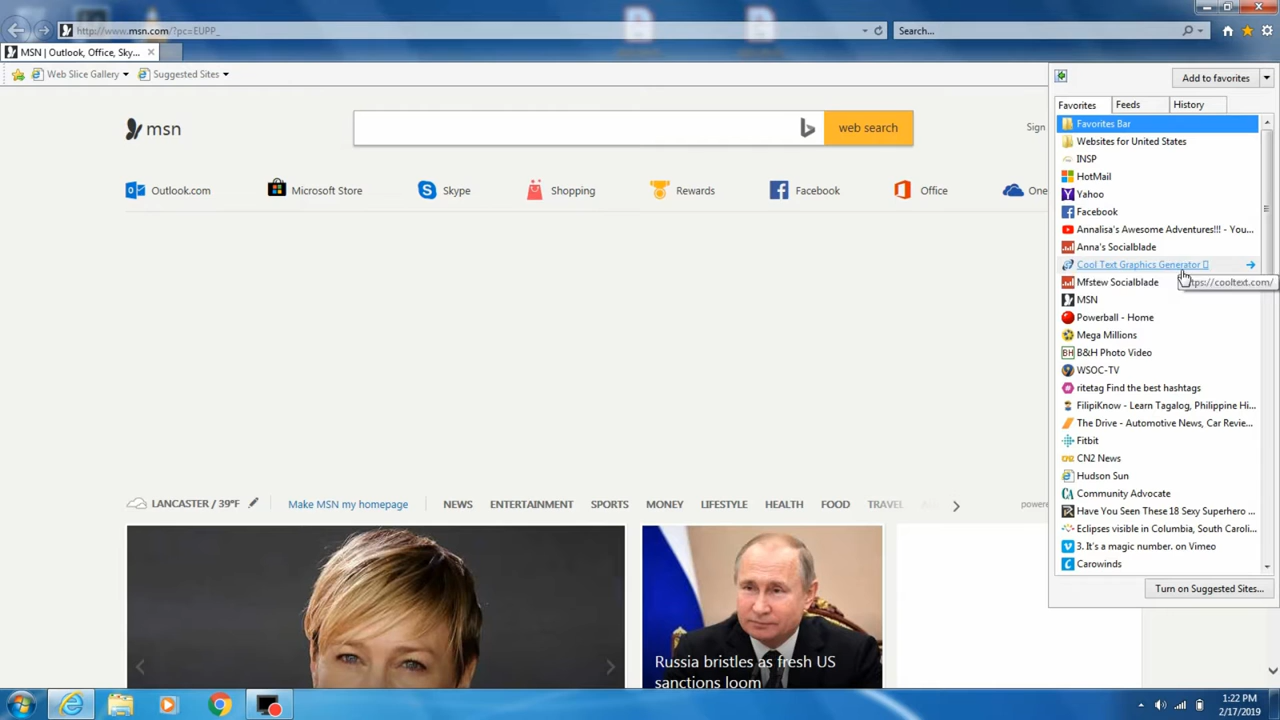 http://www.msn.com/?pc=EUPP_
Search...
MSN | Outlook, Office, Sky...
Web Slice Gallery
Suggested Sites
Add to favorites
Favorites
Feeds
History
Favorites Bar
Websites for United States
INSP
HotMail
Yahoo
Facebook
Annalisa's Awesome Adventures!!! - You...
Anna's Socialblade
Cool Text Graphics Generator
Mfstew Socialblade
ttps://cooltext.com/
MSN
Powerball - Home
Mega Millions
BH B&H Photo Video
WSOC-TV
ritetag Find the best hashtags
FilipiKnow - Learn Tagalog, Philippine Hi...
The Drive - Automotive News, Car Revie...
Fitbit
CN2 News
Hudson Sun
Community Advocate
Have You Seen These 18 Sexy Superhero ...
Eclipses visible in Columbia, South Caroli...
3. It's a magic number. on Vimeo
Carowinds
Turn on Suggested Sites...
msn
web search
Sign
Outlook.com
Microsoft Store
Skype
Shopping
Rewards
Facebook
Office
One
LANCASTER / 39°F
Make MSN my homepage
NEWS
ENTERTAINMENT
SPORTS
MONEY
LIFESTYLE
HEALTH
FOOD
TRAVEL
powere
Russia bristles as fresh US
sanctions loom
1:22 PM
2/17/2019